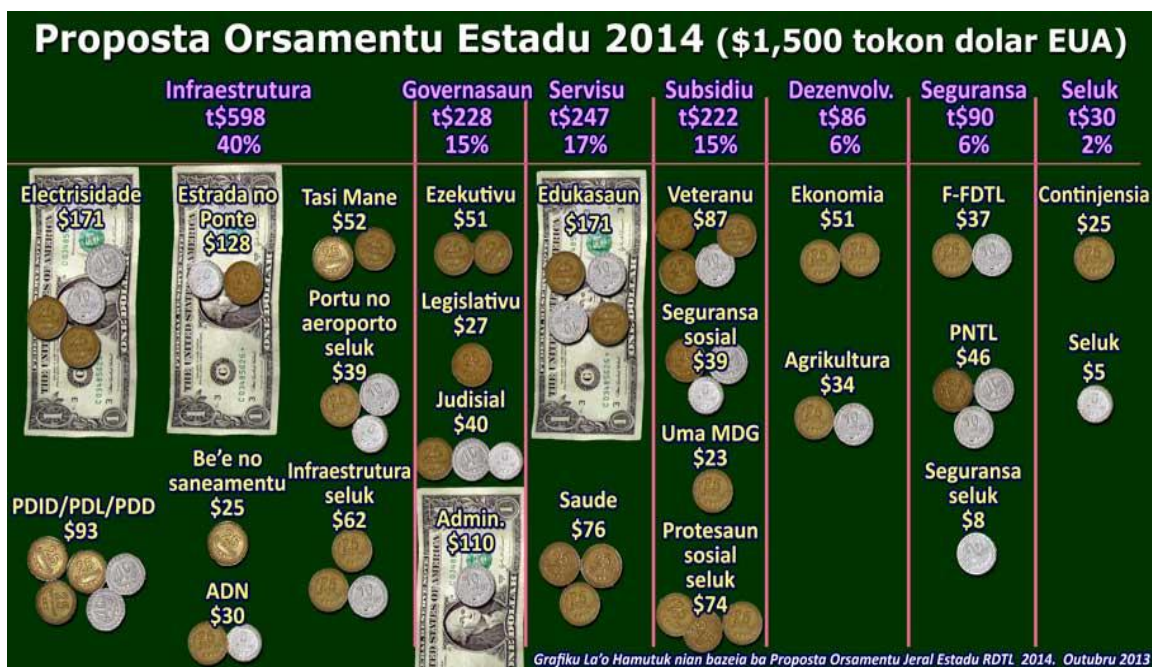 Proposta Orsamentu Estadu 2014 ($1,500 tokon dolar EUA)
Infraestrutura
t$598
40%
Electrisidade
$171
Estrada no
Ponte
$128
Tasi Mane
$52
Portu no
aeroporto
seluk
$39
PDID/PDL/PDD
$93
Be'e no
saneamentu
$25
ADN
$30
Infraestrutura
seluk
$62
Governasaun
t$228
15%
Ezekutivu
$51
Legislativu
$27
Judisial
$40
Admin.
$110
Servisu
t$247
17%
Edukasaun
$171
Saude
$76
Subsidiu
t$222
15%
Veteranu
$87
Seguransa
sosial
$39
Uma MDG
$23
Protesaun
sosial
seluk
$74
Dezenvolv.
t$86
6%
Ekonomia
$51
Agrikultura
$34
Seguransa
t$90
6%
F-FDTL
$37
PNTL
$46
Seguransa
seluk
$8
Seluk
t$30
2%
Continjensia
$25
Seluk
$5
Grafiku La'o Hamutuk nian bazeia ba Proposta Orsamentu Jeral Estadu RDTL 2014. Outubru 2013